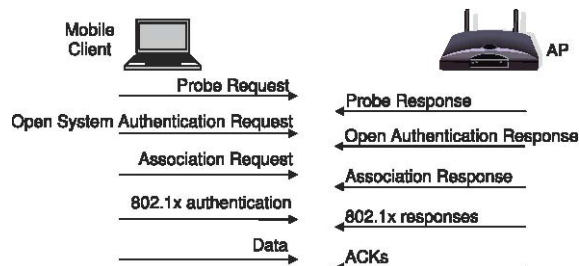 Mobile
Client
AP
Probe Request
Probe Response
Open System Authentication Request
Open Authentication Response
Association Request
Association Response
802.1x authentication
802.1x responses
Data
ACKs